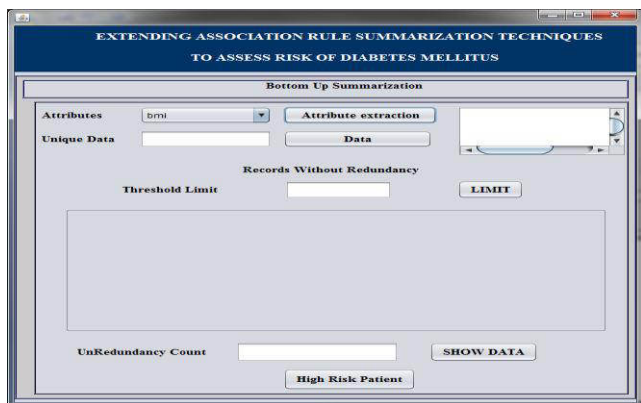 EXTENDING ASSOCIATION RULE SUMMARIZATION TECHNIQUES
TO ASSESS RISK OF DIABETES MELLITUS
Bottom Up Summarization
Attributes bmi Attribute extraction
Unique Data Data
Records Without Redundancy
Threshold Limit LIMIT
UnRedundancy Count SHOW DATA
High Risk Patient